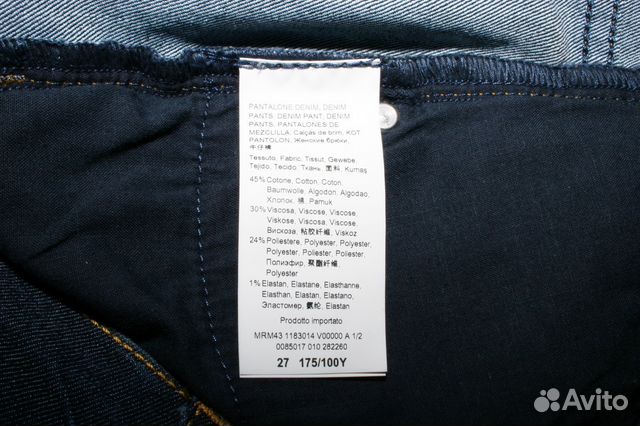 PANTALONE DENIM, DENIM
PANTS, DENIM PANT, DENIM
PANTS, PANTALONES DE
MEZCLILLA, Calças de brim, KOT
PANTOLON, Женские брюки,
牛仔裤
Tessuto, Fabric, Tissut, Gewebe
Tejido, Tecido, Ткань, 面料, Kumaş
45% Cotone, Cotton, Coton,
Baumwolle, Algodon, Algodao,
Хлопок, 棉, Pamuk
30% Viscosa, Viscose, Viscose,
Viskose, Viscosa, Viscose,
Вискоза, 粘胶纤维, Viskoz
24% Poliestere, Polyester, Polyester,
Polyester, Poliester, Poliester,
Полиэфир, 聚酯纤维,
Polyester
1% Elastan, Elastane, Elasthanne,
Elasthan, Elastan, Elastano,
Эластомер, 氨纶, Elastan
Prodotto importato
MRM43 1183014 V00000 A 1/2
0085017 010 282260
27 175/100Y
Avito